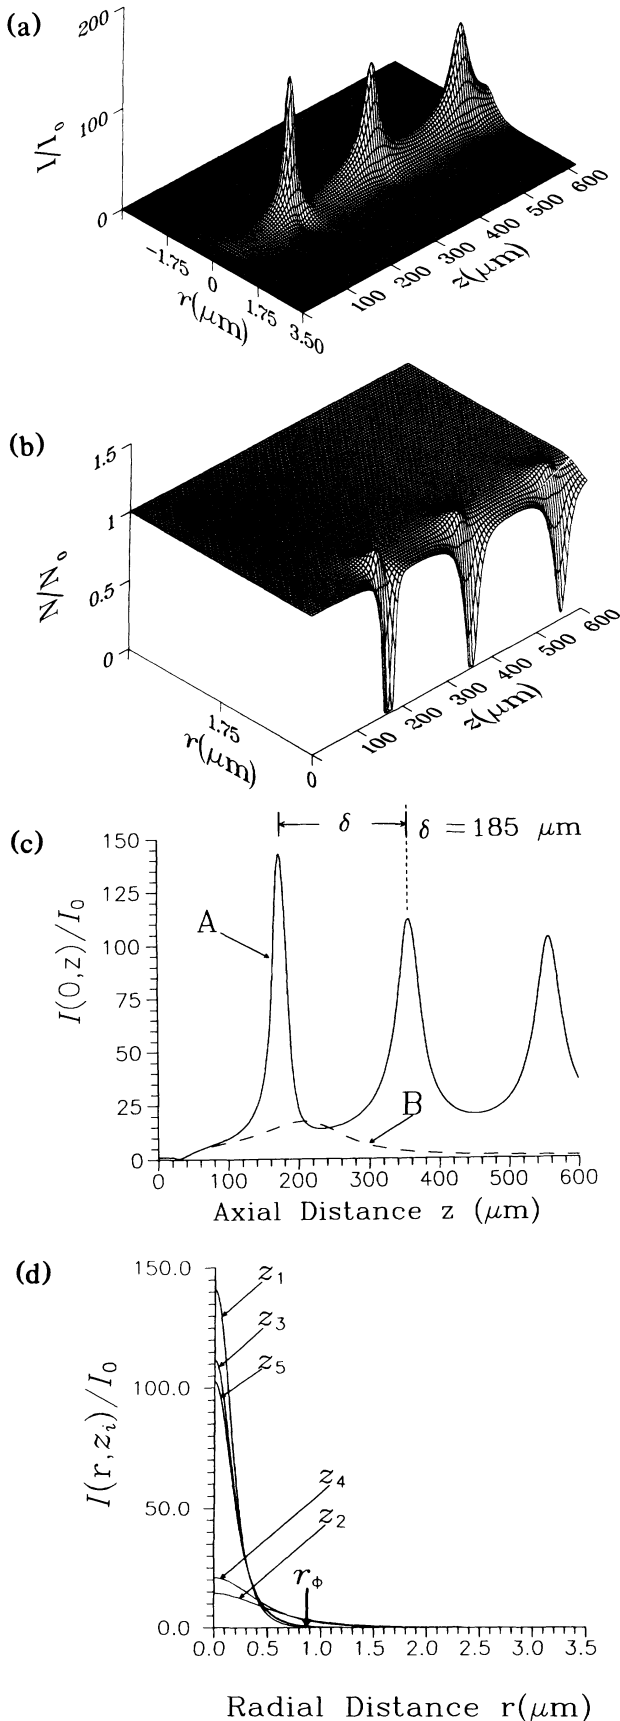 (a)
200
100
0
I/I₀
−1.75
0
1.75
3.50
r(μm)
100
200
300
400
500
600
z(μm)
(b)
1.5
1
0.5
0
N/N₀
1.75
0
r(μm)
100
200
300
400
500
600
z(μm)
(c)
δ
δ = 185 μm
150
125
100
75
50
25
0
I(0,z)/I₀
A
B
0 100 200 300 400 500 600
Axial Distance z (μm)
(d)
150.0
100.0
50.0
0.0
I(r,zᵢ)/I₀
z₁
z₃
z₅
z₄
z₂
r_ϕ
0.0 0.5 1.0 1.5 2.0 2.5 3.0 3.5
Radial Distance r(μm)